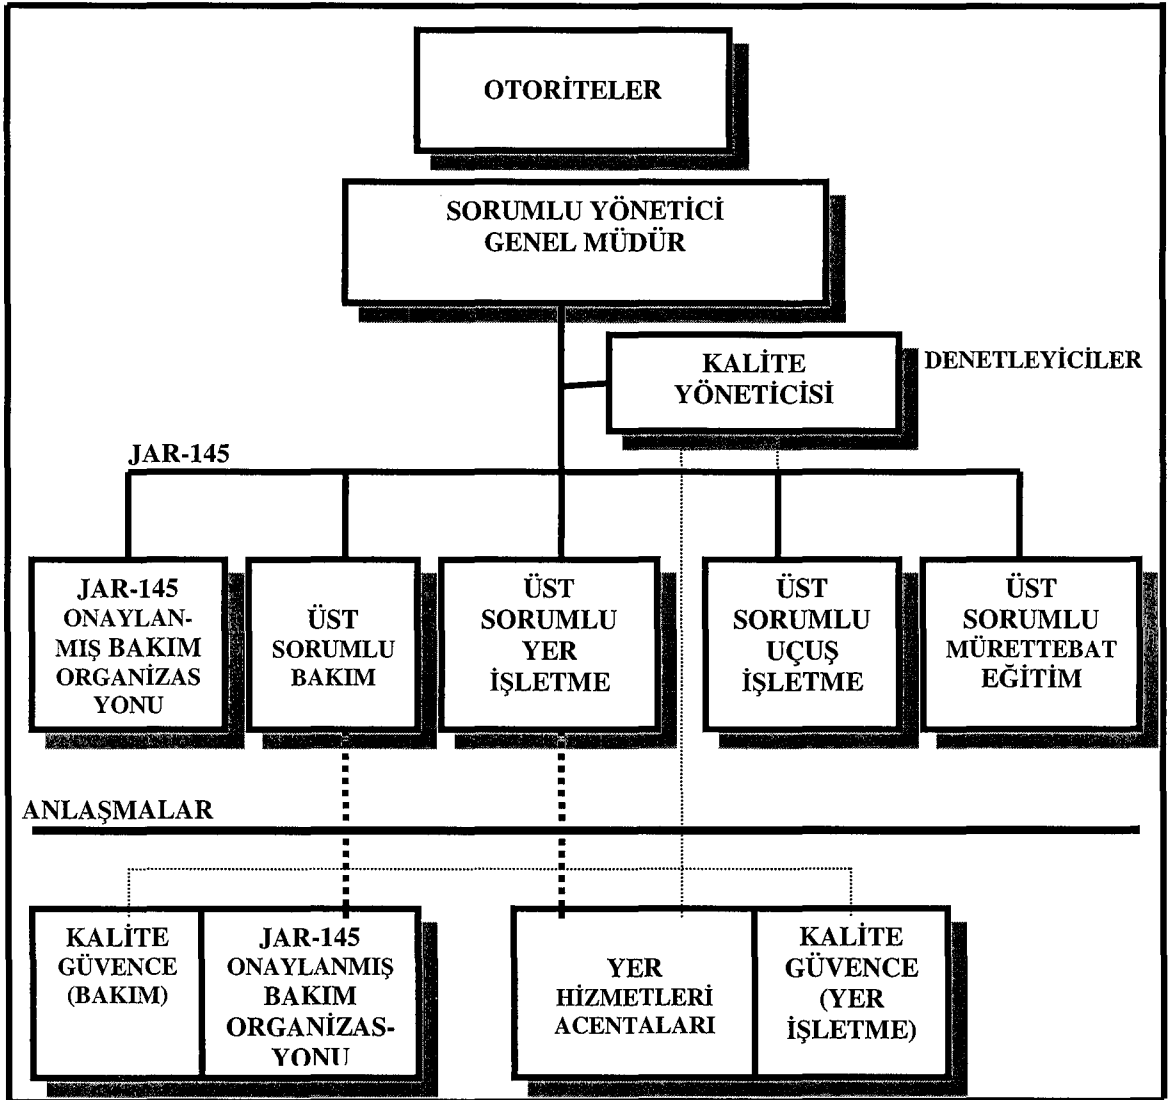 OTORİTELER
SORUMLU YÖNETİCİ
GENEL MÜDÜR
KALİTE
YÖNETİCİSİ
DENETLEYİCİLER
JAR-145
JAR-145
ONAYLAN-
MIŞ BAKIM
ORGANİZAS
YONU
ÜST
SORUMLU
BAKIM
ÜST
SORUMLU
YER
İŞLETME
ÜST
SORUMLU
UÇUŞ
İŞLETME
ÜST
SORUMLU
MÜRETTEBAT
EĞİTİM
ANLAŞMALAR
KALİTE
GÜVENCE
(BAKIM)
JAR-145
ONAYLANMIŞ
BAKIM
ORGANİZAS-
YONU
YER
HİZMETLERİ
ACENTALARI
KALİTE
GÜVENCE
(YER
İŞLETME)